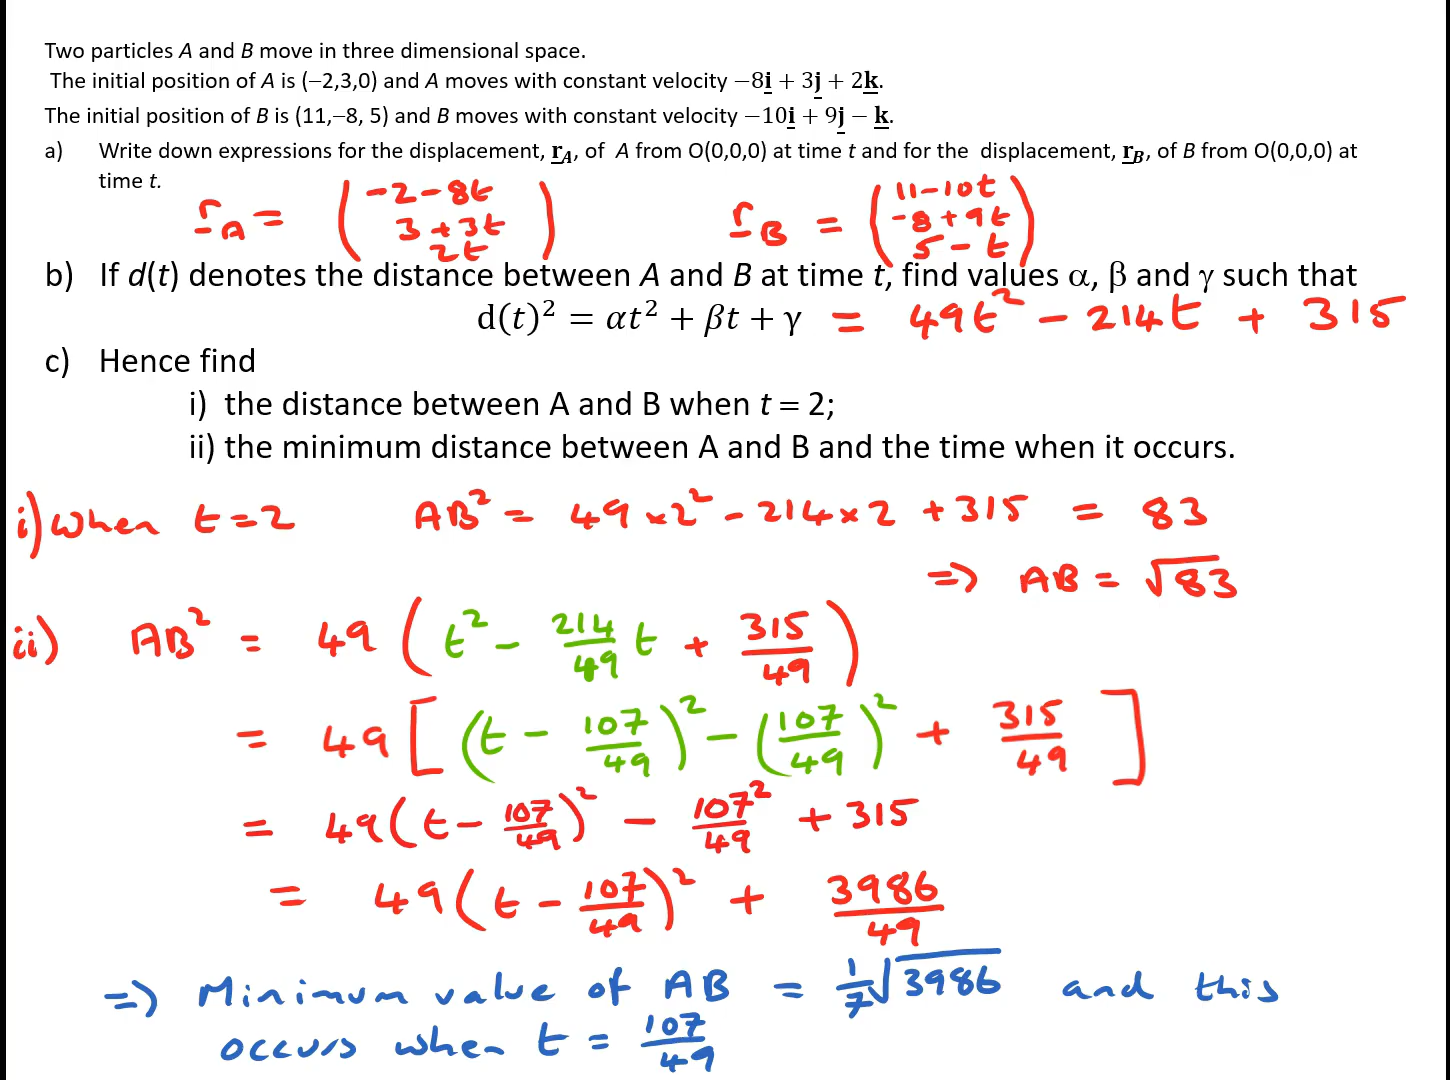 Two particles A and B move in three dimensional space.
The initial position of A is (−2,3,0) and A moves with constant velocity −8i + 3j + 2k.
The initial position of B is (11,−8, 5) and B moves with constant velocity −10i + 9j − k.
a) Write down expressions for the displacement, r_A, of A from O(0,0,0) at time t and for the displacement, r_B, of B from O(0,0,0) at
time t.
r_A = (-2-8t, 3+3t, 2t) r_B = (11-10t, -8+9t, 5-t)
b) If d(t) denotes the distance between A and B at time t, find values α, β and γ such that
d(t)² = αt² + βt + γ = 49t² - 214t + 315
c) Hence find
i) the distance between A and B when t = 2;
ii) the minimum distance between A and B and the time when it occurs.
i) when t=2 AB² = 49×2² - 214×2 + 315 = 83
=> AB = √83
ii) AB² = 49(t² - 214/49 t + 315/49)
= 49[(t - 107/49)² - (107/49)² + 315/49]
= 49(t - 107/49)² - 107²/49 + 315
= 49(t - 107/49)² + 3986/49
=> Minimum value of AB = 1/7 √3986 and this
occurs when t = 107/49